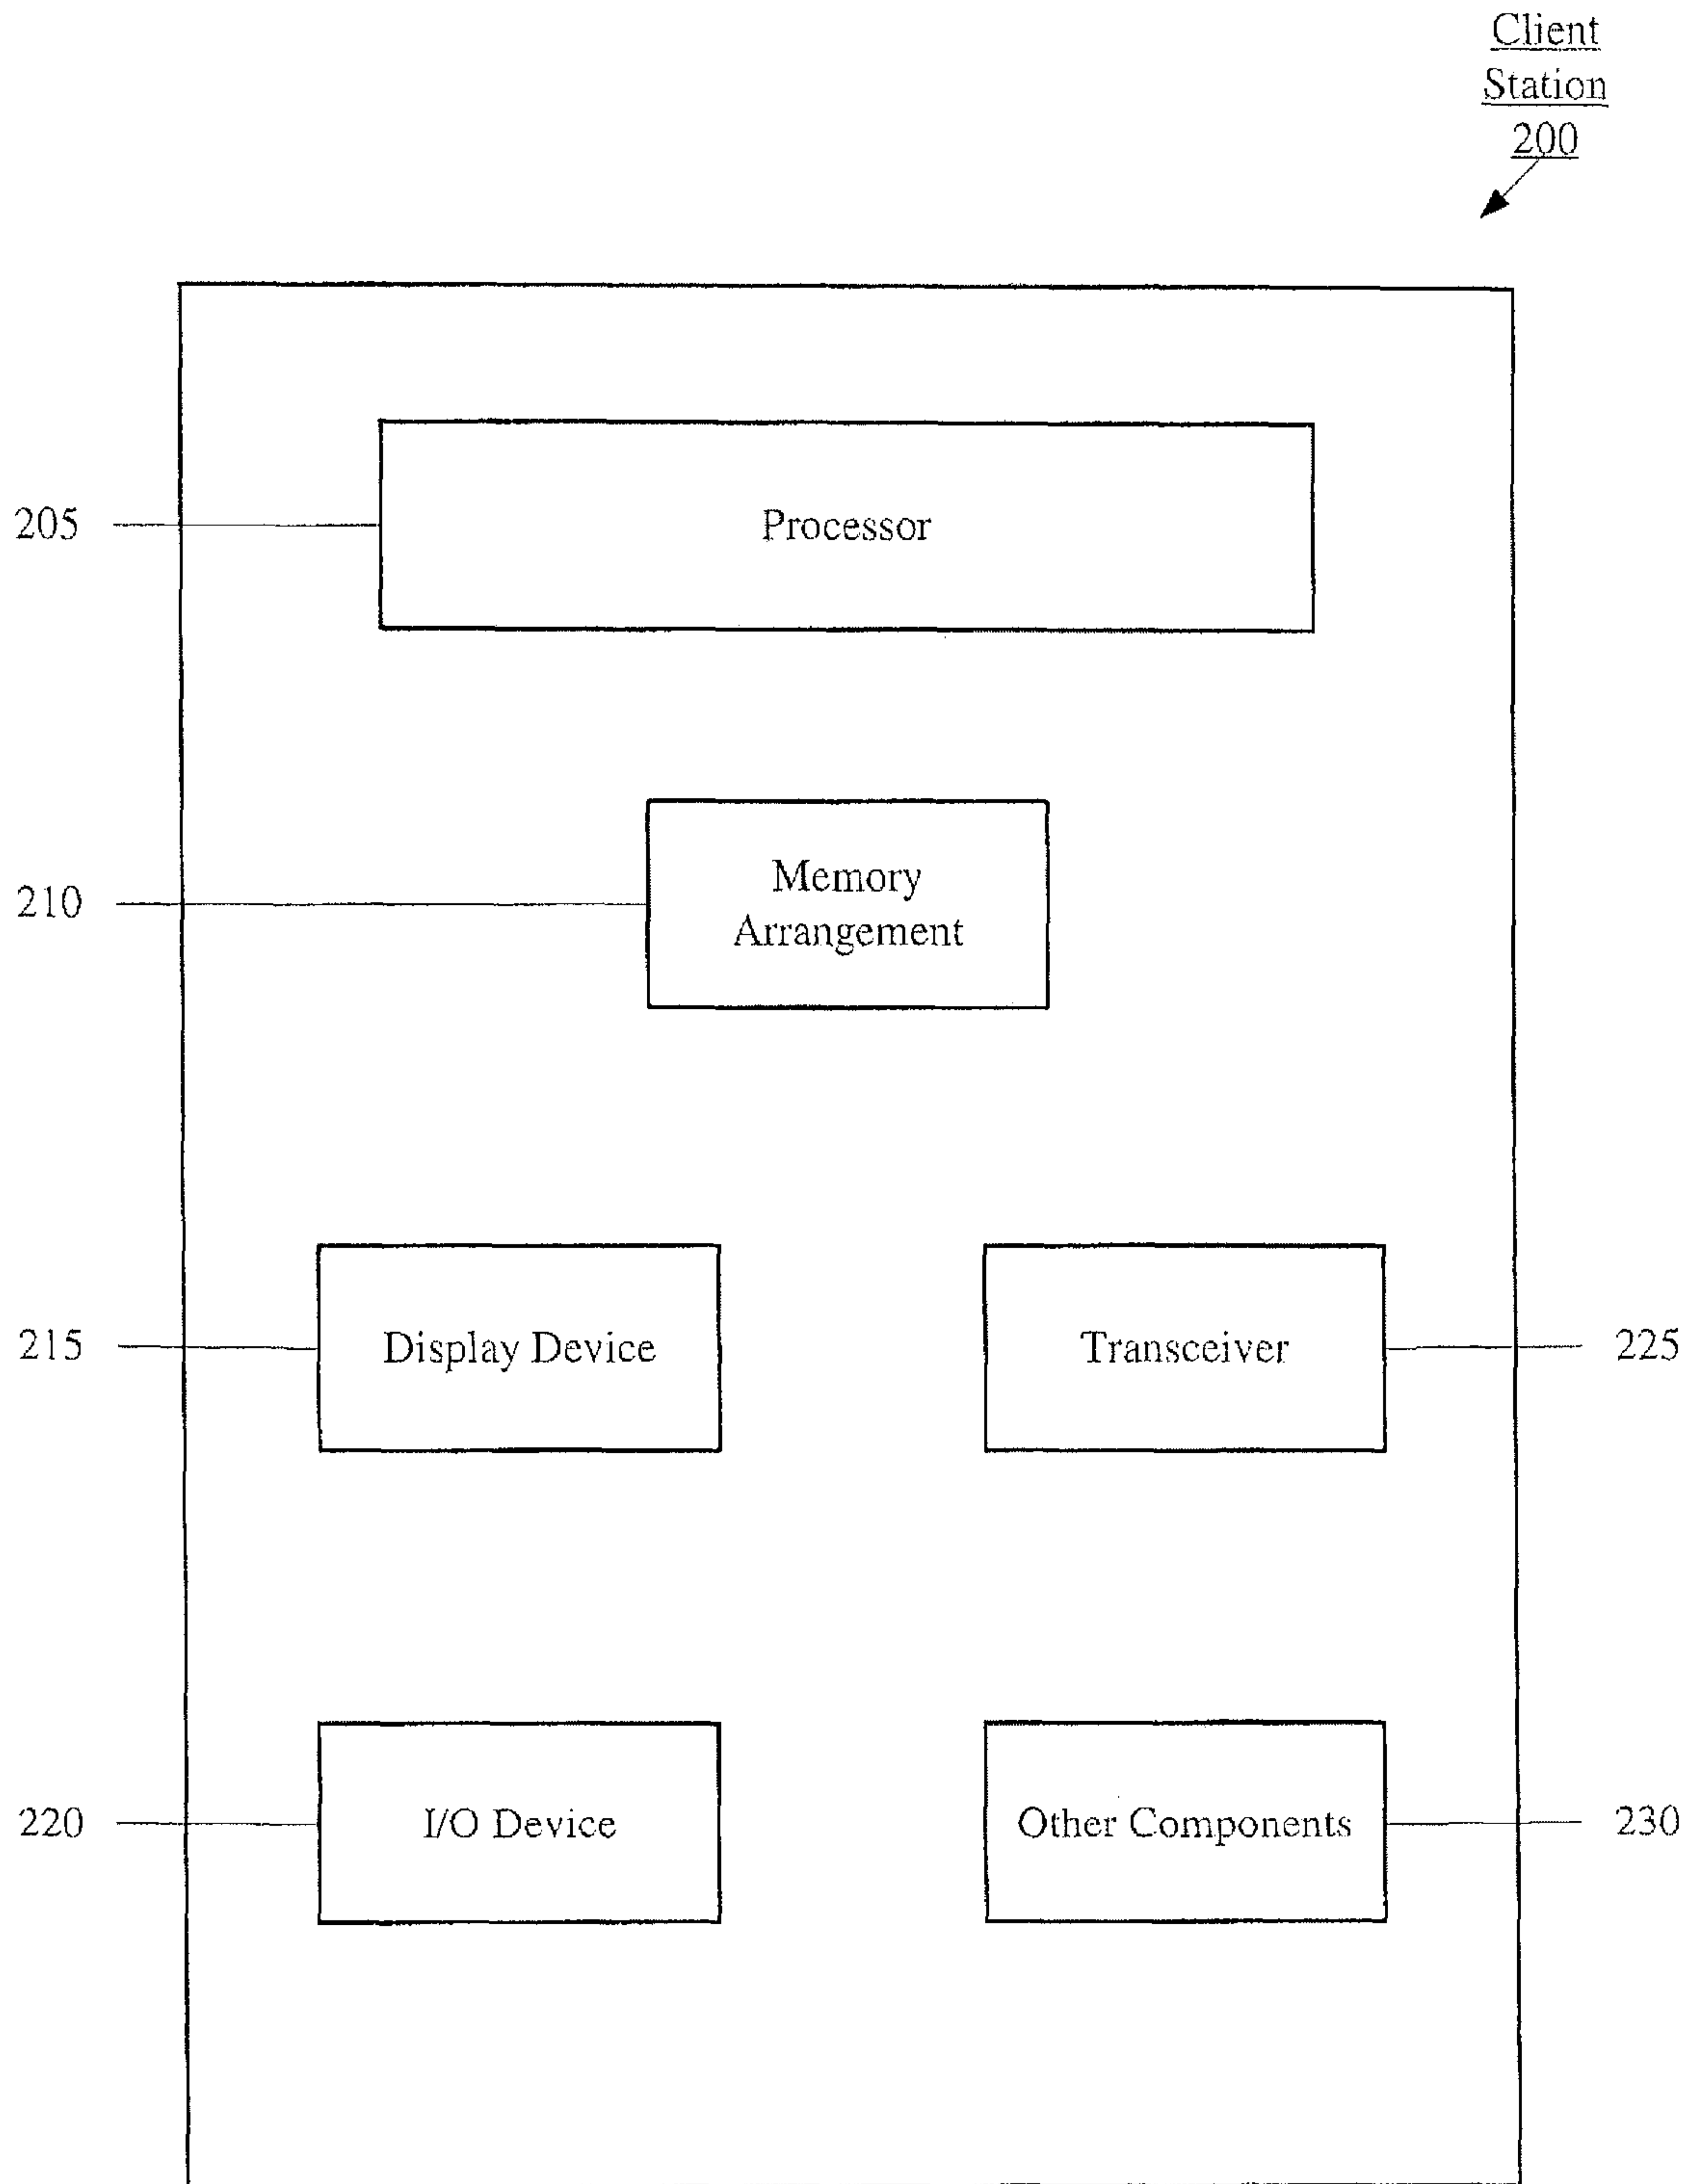 Client
Station
200
205
Processor
210
Memory
Arrangement
215
Display Device
Transceiver
225
220
I/O Device
Other Components
230